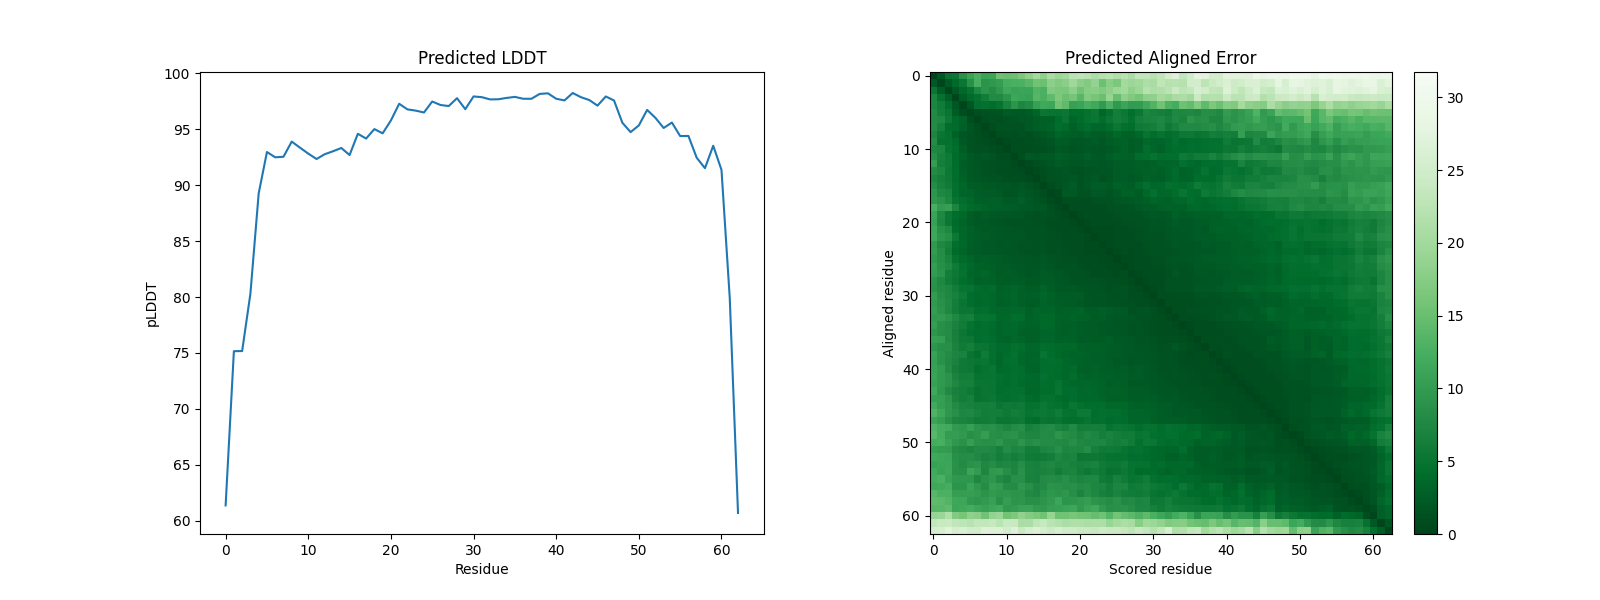 Predicted LDDT
pLDDT
100
95
90
85
80
75
70
65
60
0 10 20 30 40 50 60
Residue
Predicted Aligned Error
Aligned residue
0
10
20
30
40
50
60
0 10 20 30 40 50 60
Scored residue
30
25
20
15
10
5
0